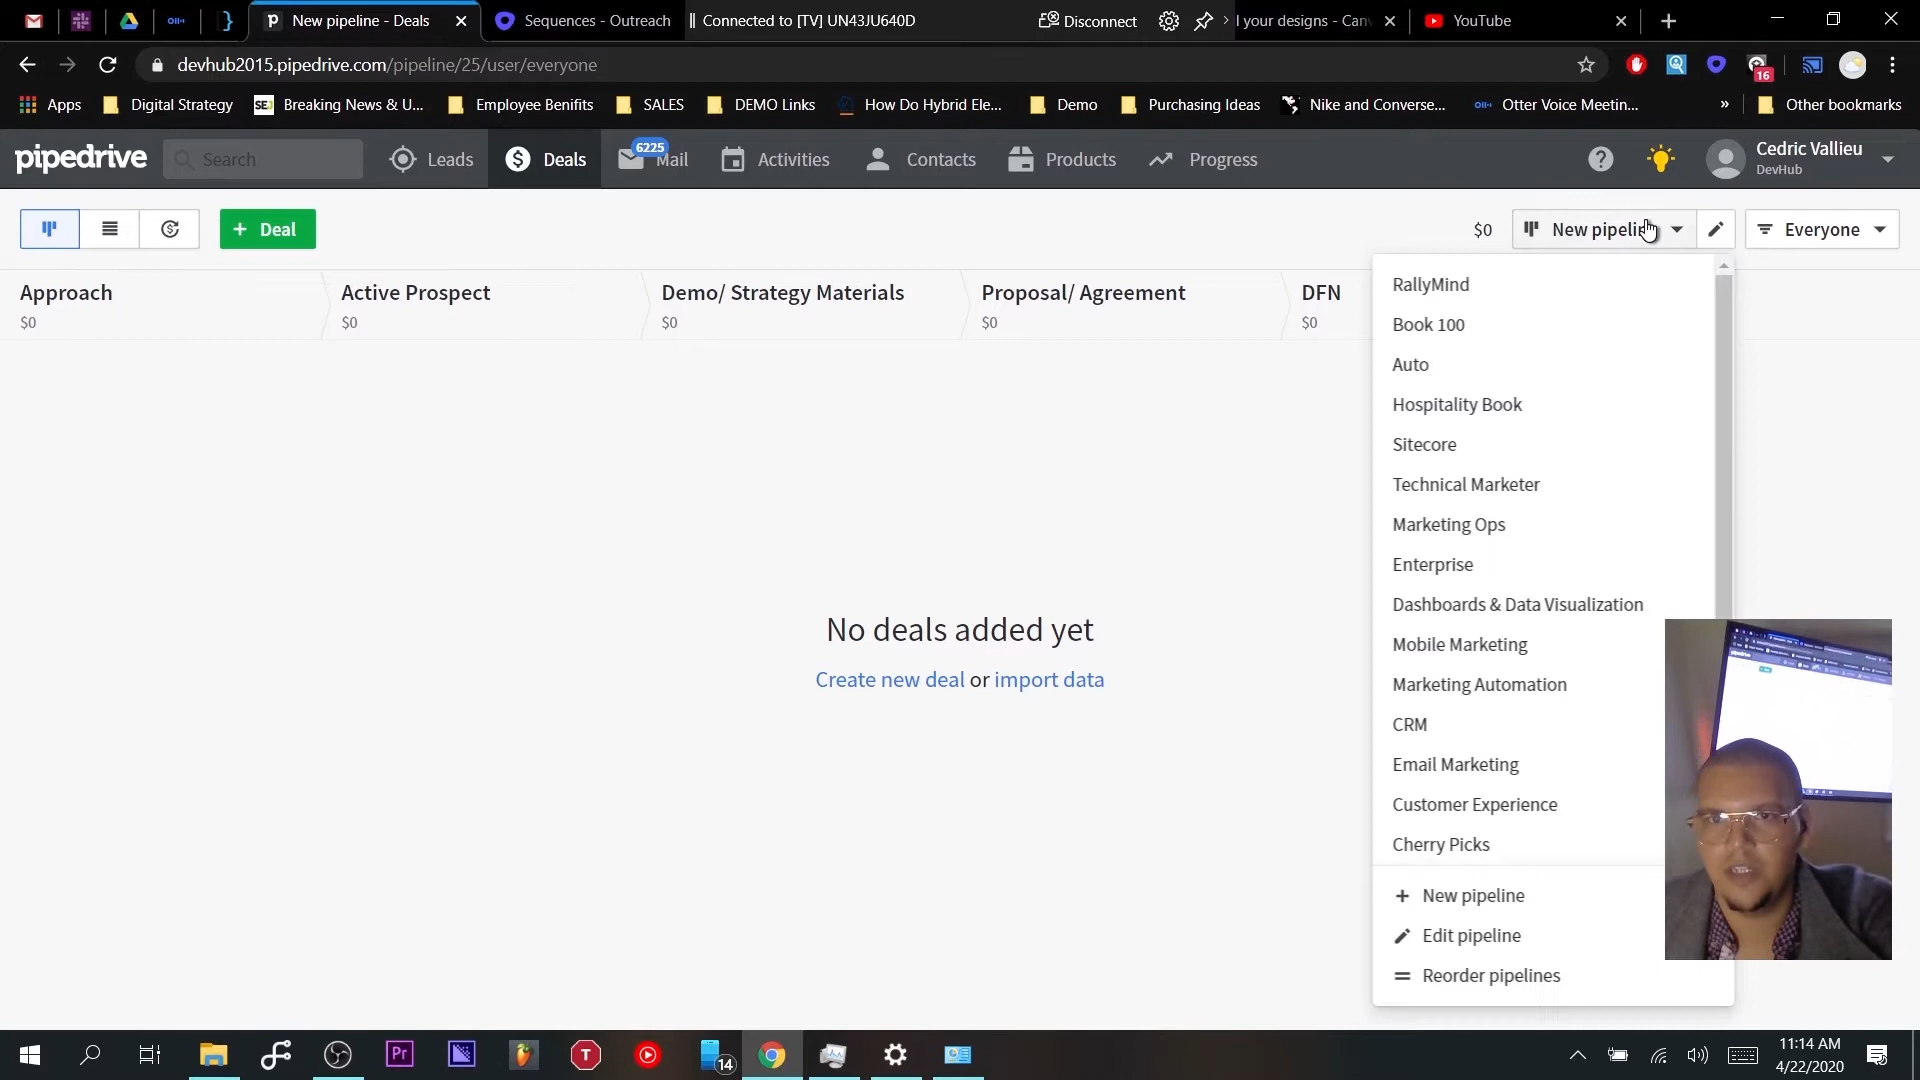 New pipeline - Deals
Sequences - Outreach
Connected to [TV] UN43JU640D
Disconnect
l your designs - Canv
YouTube
devhub2015.pipedrive.com/pipeline/25/user/everyone
16
Apps
Digital Strategy
SEJ
Breaking News & U...
Employee Benifits
SALES
DEMO Links
How Do Hybrid Ele...
Demo
Purchasing Ideas
Nike and Converse...
Otter Voice Meetin...
»
Other bookmarks
pipedrive
Search
Leads
Deals
6225
Mail
Activities
Contacts
Products
Progress
Cedric Vallieu
DevHub
+ Deal
$0
New pipelin
Everyone
Approach
$0
Active Prospect
$0
Demo/ Strategy Materials
$0
Proposal/ Agreement
$0
DFN
$0
RallyMind
Book 100
Auto
Hospitality Book
Sitecore
Technical Marketer
Marketing Ops
Enterprise
Dashboards & Data Visualization
Mobile Marketing
Marketing Automation
CRM
Email Marketing
Customer Experience
Cherry Picks
+ New pipeline
Edit pipeline
= Reorder pipelines
No deals added yet
Create new deal or import data
Pr
T
14
11:14 AM
4/22/2020